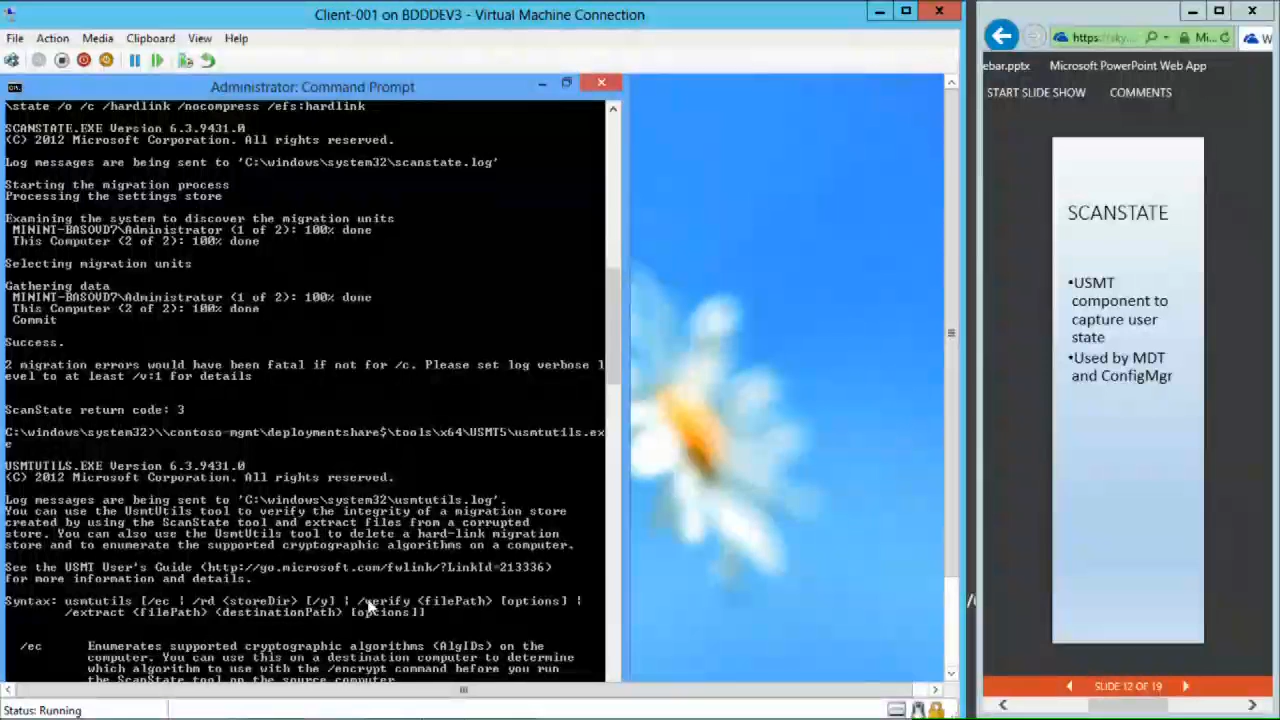 Client-001 on BDDDEV3 - Virtual Machine Connection
File Action Media Clipboard View Help
Administrator: Command Prompt
\state /o /c /hardlink /nocompress /efs:hardlink
SCANSTATE.EXE Version 6.3.9431.0
(C) 2012 Microsoft Corporation. All rights reserved.
Log messages are being sent to 'C:\windows\system32\scanstate.log'
Starting the migration process
Processing the settings store
Examining the system to discover the migration units
MININT-BASOVD7\Administrator (1 of 2): 100% done
This Computer (2 of 2): 100% done
Selecting migration units
Gathering data
MININT-BASOVD7\Administrator (1 of 2): 100% done
This Computer (2 of 2): 100% done
Commit
Success.
2 migration errors would have been fatal if not for /c. Please set log verbose l
evel to at least /v:1 for details
ScanState return code: 3
C:\windows\system32>\\contoso-mgmt\deploymentshare$\tools\x64\USMT5\usmtutils.ex
e
USMTUTILS.EXE Version 6.3.9431.0
(C) 2012 Microsoft Corporation. All rights reserved.
Log messages are being sent to 'C:\windows\system32\usmtutils.log'.
You can use the UsmtUtils tool to verify the integrity of a migration store
created by using the ScanState tool and extract files from a corrupted
store. You can also use the UsmtUtils tool to delete a hard-link migration
store and to enumerate the supported cryptographic algorithms on a computer.
See the USMT User's Guide (http://go.microsoft.com/fwlink/?LinkId=213336)
for more information and details.
Syntax: usmtutils [/ec | /rd <storeDir> [/y] | /verify <filePath> [options] |
/extract <filePath> <destinationPath> [options]]
/ec Enumerates supported cryptographic algorithms (AlgIDs) on the
computer. You can use this on a destination computer to determine
which algorithm to use with the /encrypt command before you run
the ScanState tool on the source computer
Status: Running
https://sky... Mi...
W
ebar.pptx Microsoft PowerPoint Web App
START SLIDE SHOW COMMENTS
SCANSTATE
•USMT
component to
capture user
state
•Used by MDT
and ConfigMgr
SLIDE 12 OF 19